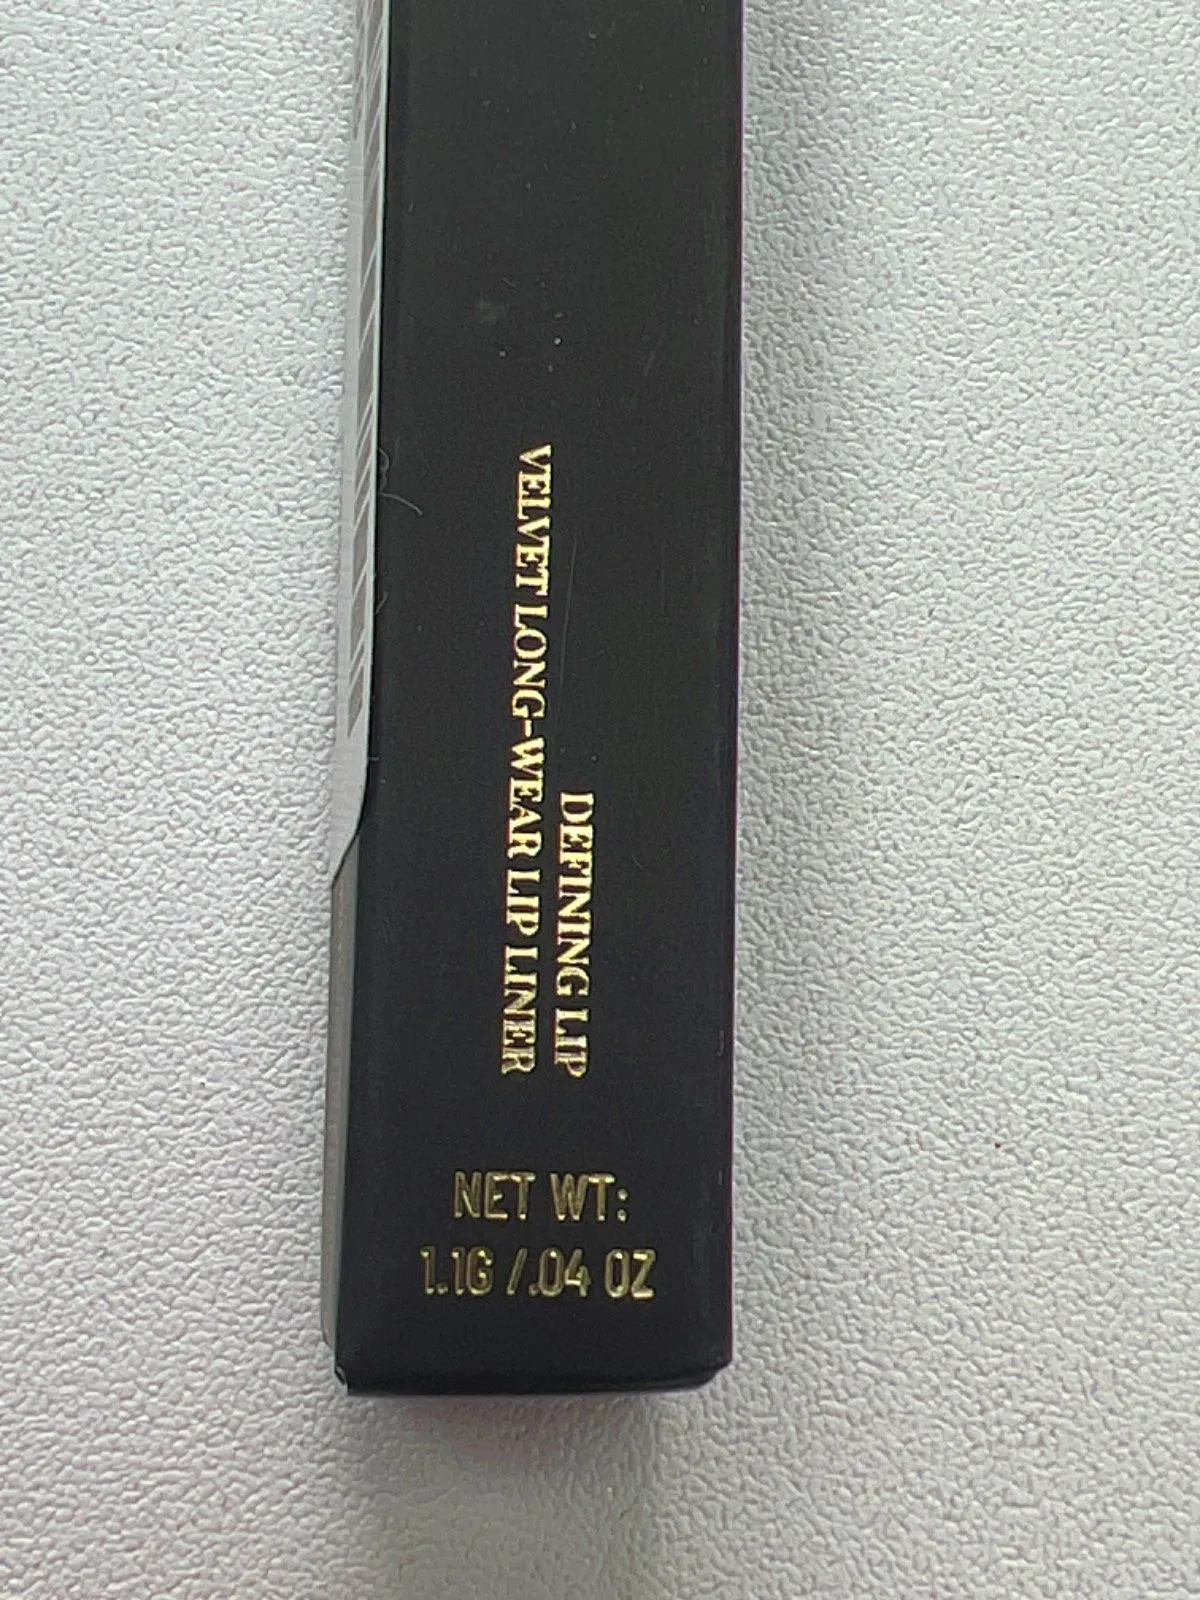 DEFINING LIP
VELVET LONG-WEAR LIP LINER
NET WT:
1.1G /.04 OZ